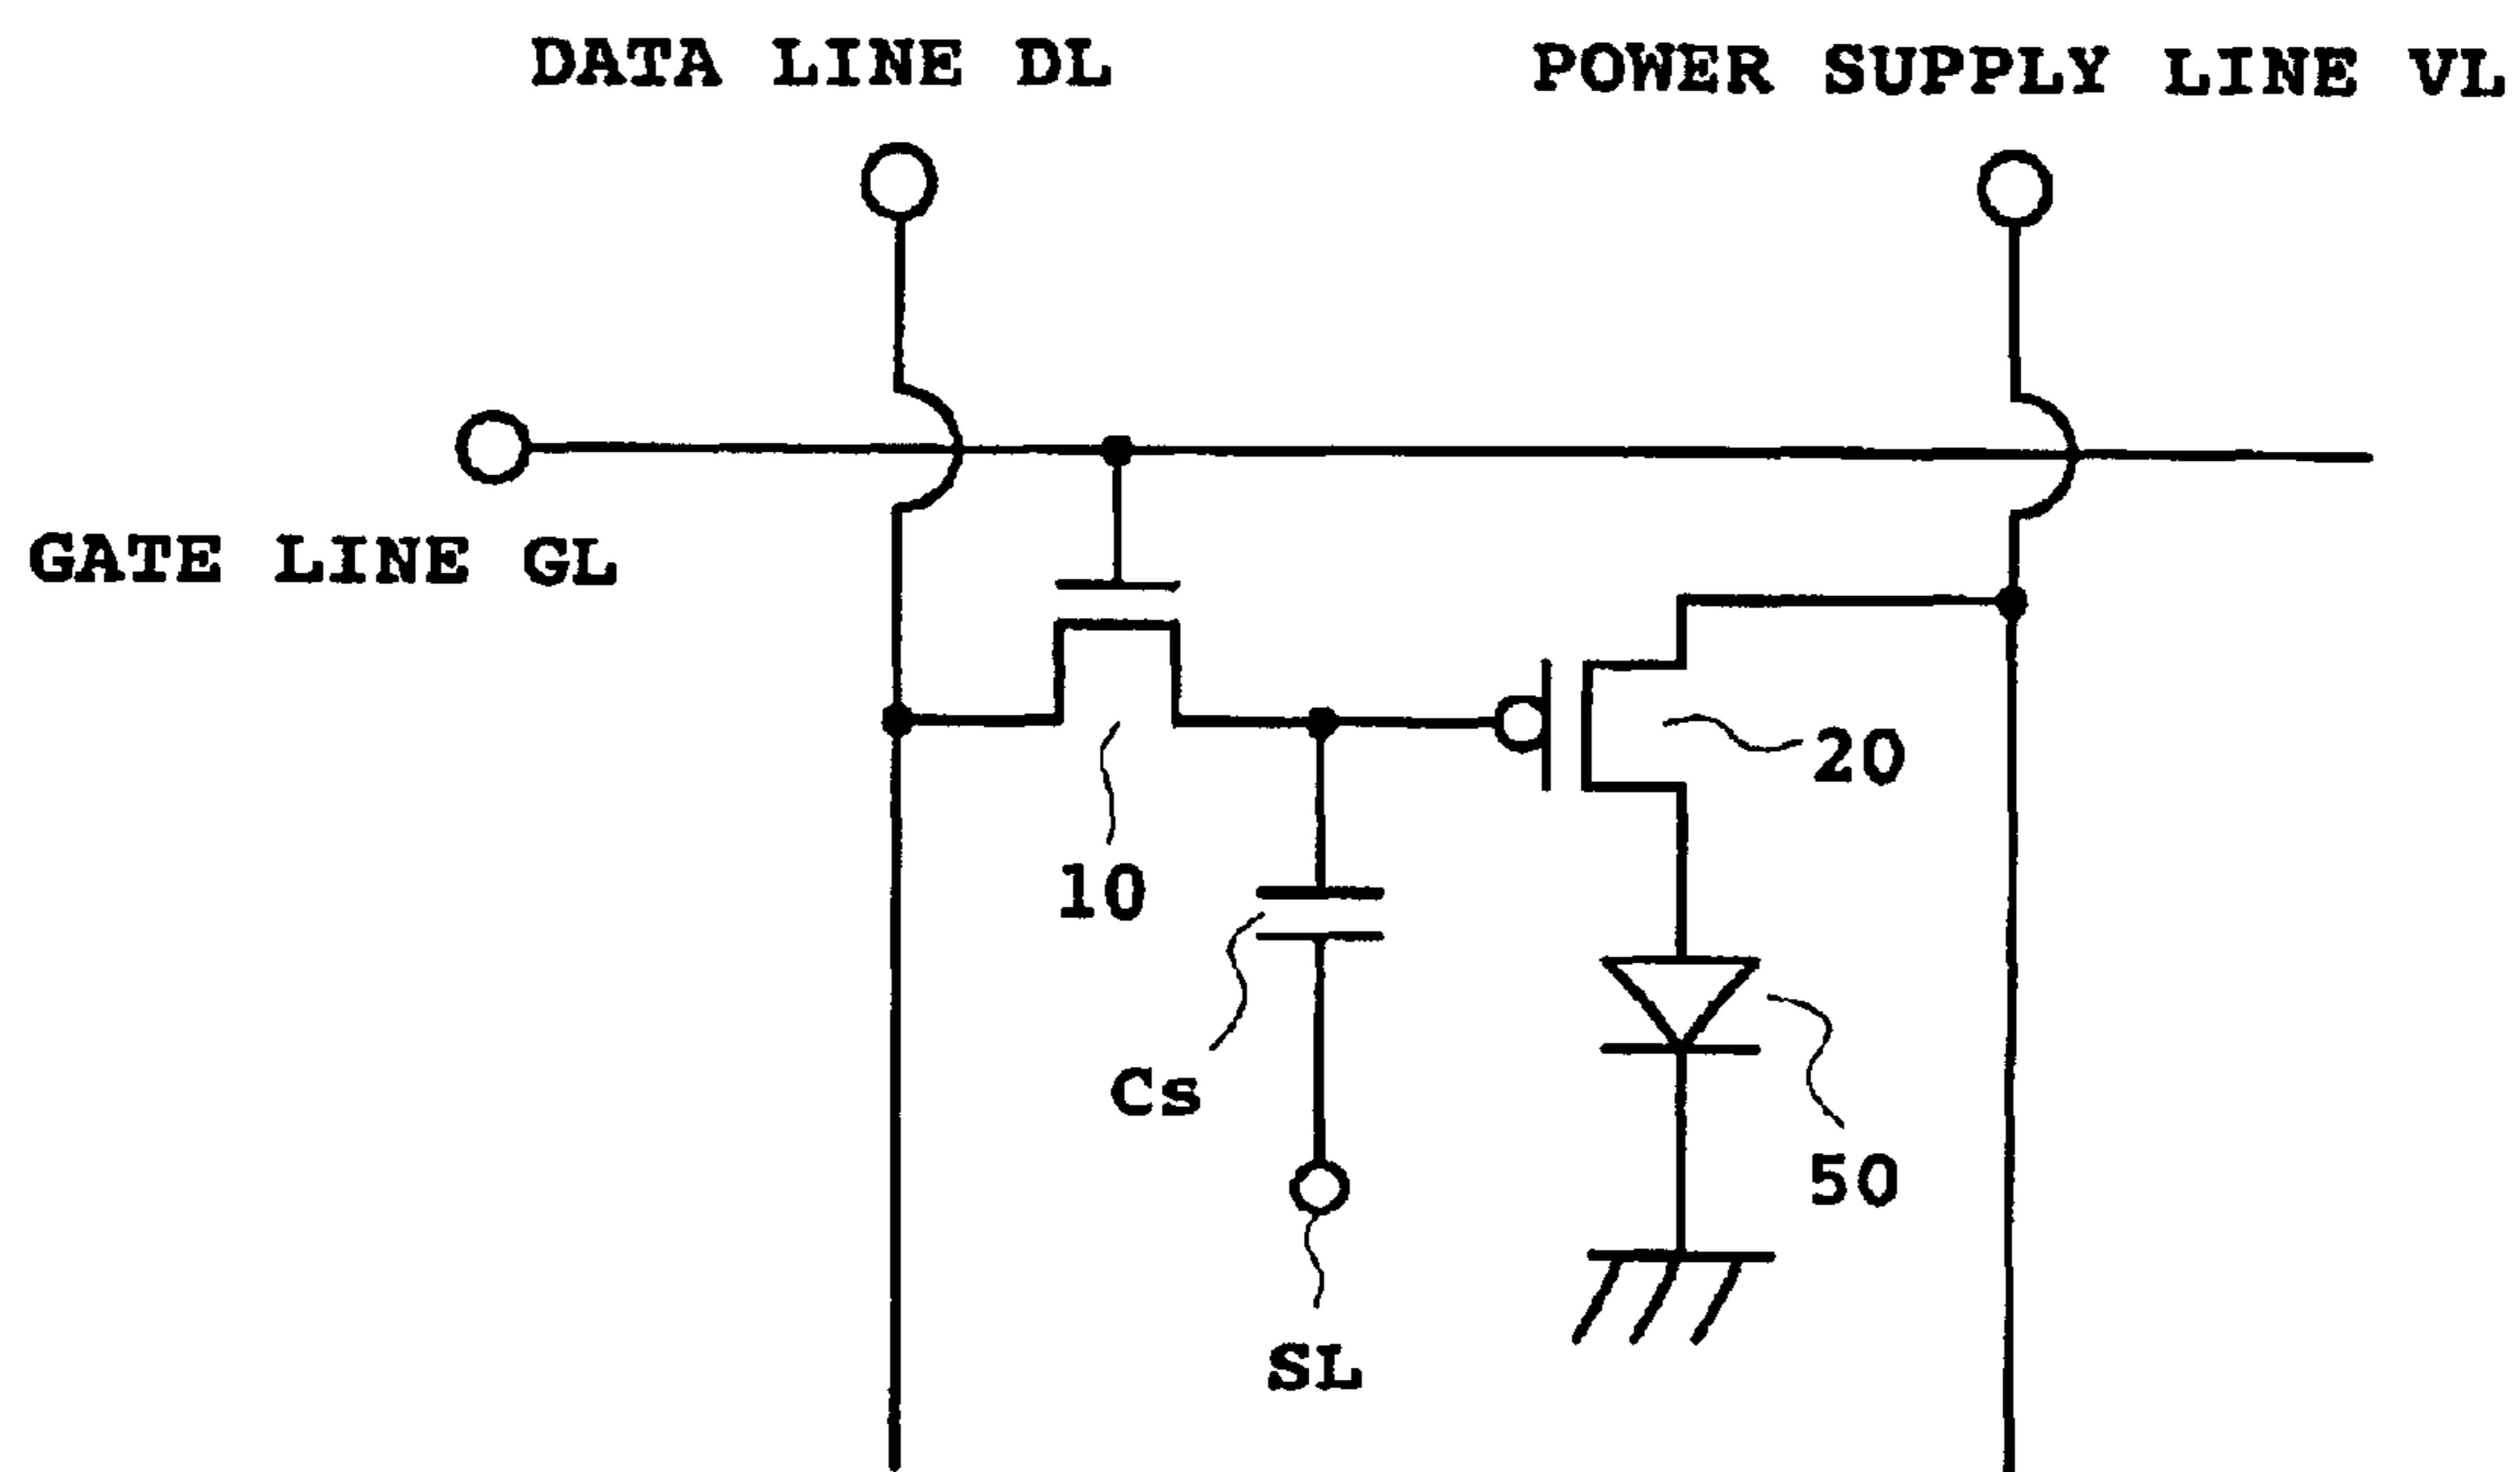 DATA LINE DL
POWER SUPPLY LINE VL
GATE LINE GL
20
10
Cs
50
SL